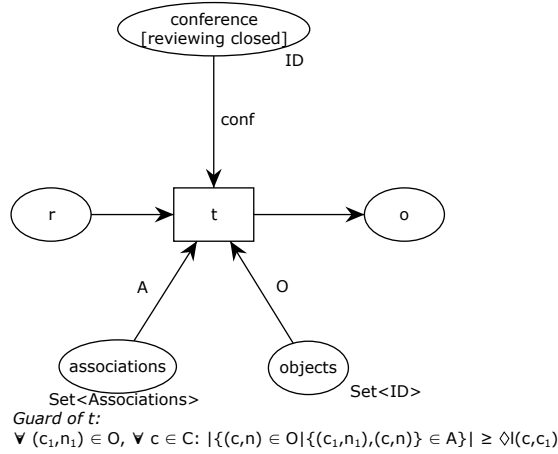 conference
[reviewing closed]
ID
conf
r
t
o
A
O
associations
objects
Set<Associations>
Set<ID>
Guard of t:
∀ (c₁,n₁) ∈ O, ∀ c ∈ C: |{(c,n) ∈ O|{(c₁,n₁),(c,n)} ∈ A}| ≥ ◊l(c,c₁)